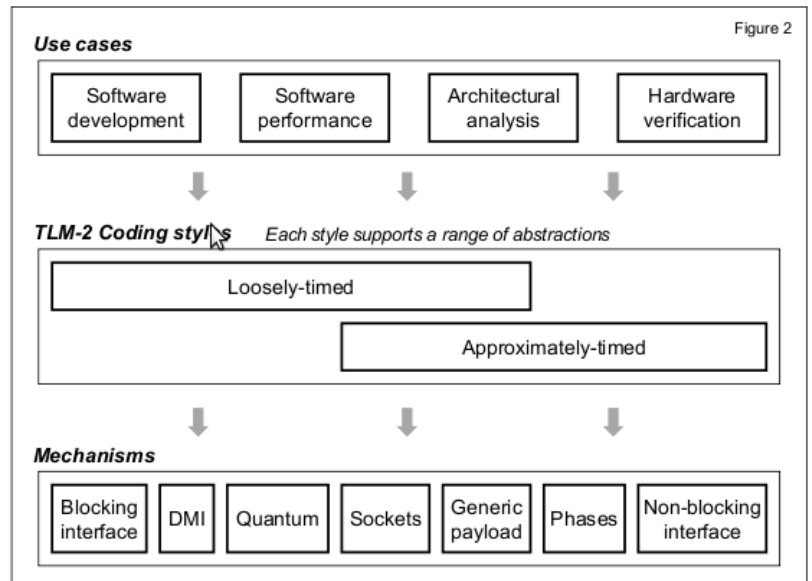 Figure 2
Use cases
Software
development
Software
performance
Architectural
analysis
Hardware
verification
TLM-2 Coding styles
Each style supports a range of abstractions
Loosely-timed
Approximately-timed
Mechanisms
Blocking
interface
DMI
Quantum
Sockets
Generic
payload
Phases
Non-blocking
interface